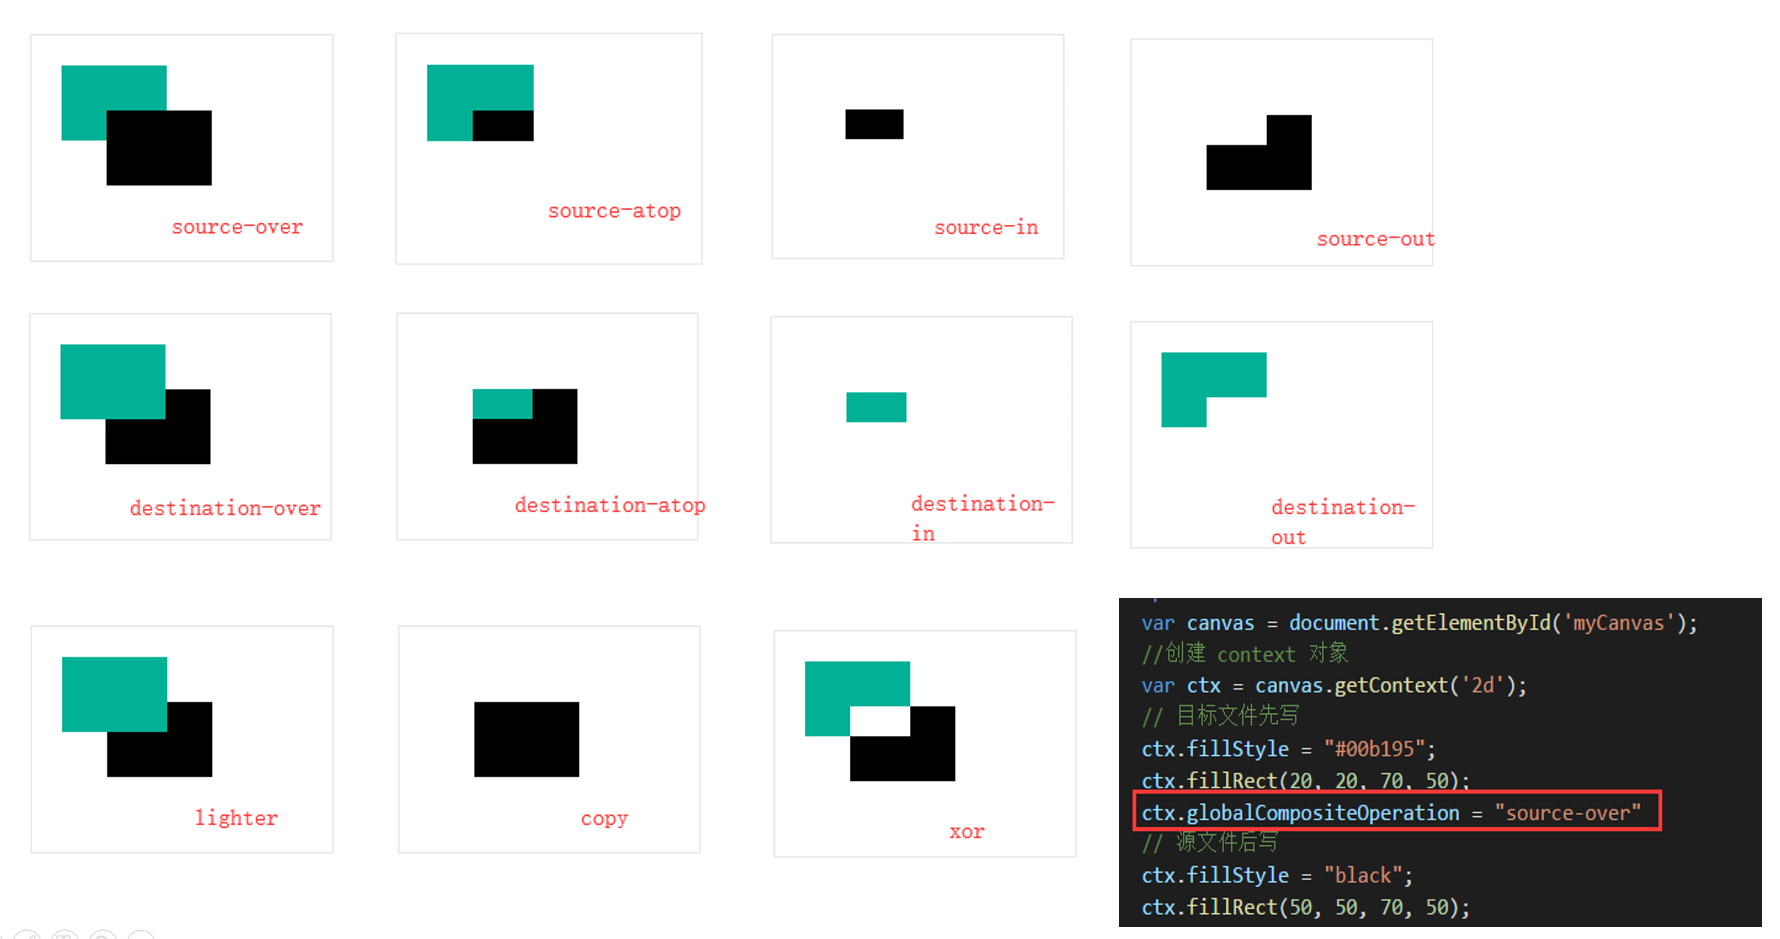 source-over
source-atop
source-in
source-out
destination-over
destination-atop
destination-
in
destination-
out
lighter
copy
xor
var canvas = document.getElementById('myCanvas');
//创建 context 对象
var ctx = canvas.getContext('2d');
// 目标文件先写
ctx.fillStyle = "#00b195";
ctx.fillRect(20, 20, 70, 50);
ctx.globalCompositeOperation = "source-over"
// 源文件后写
ctx.fillStyle = "black";
ctx.fillRect(50, 50, 70, 50);